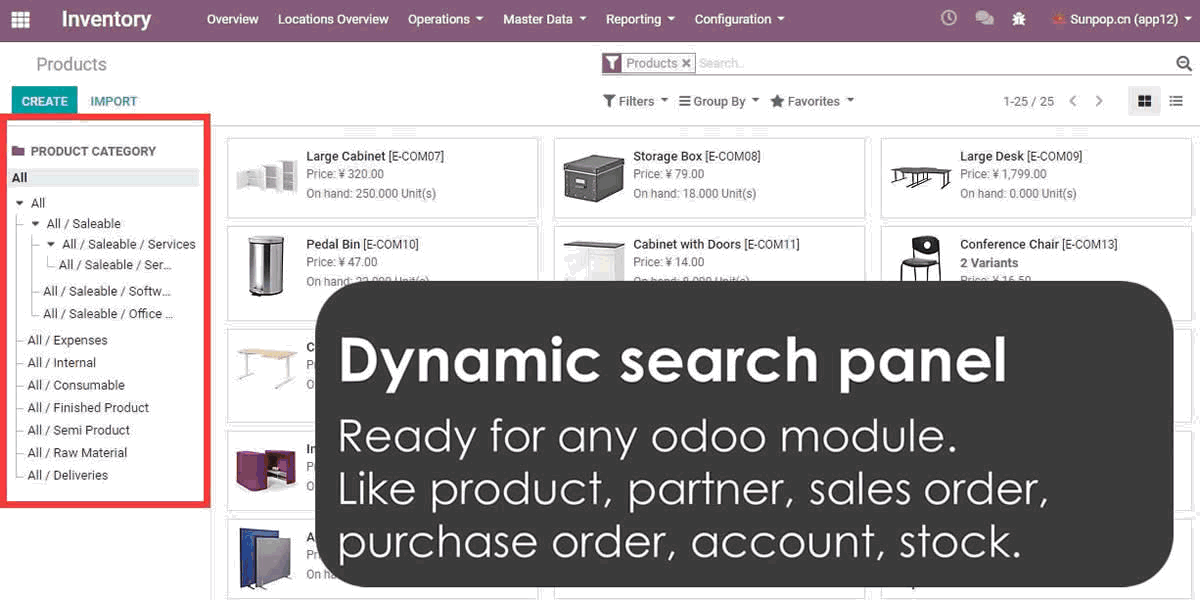 Inventory
Overview Locations Overview Operations Master Data Reporting Configuration
Sunpop.cn (app12)
Products
Products Search..
CREATE IMPORT
Filters Group By Favorites
1-25 / 25
PRODUCT CATEGORY
All
All
All / Saleable
All / Saleable / Services
All / Saleable / Ser...
All / Saleable / Softw...
All / Saleable / Office ...
All / Expenses
All / Internal
All / Consumable
All / Finished Product
All / Semi Product
All / Raw Material
All / Deliveries
Large Cabinet [E-COM07]
Price: ¥ 320.00
On hand: 250.000 Unit(s)
Storage Box [E-COM08]
Price: ¥ 79.00
On hand: 18.000 Unit(s)
Large Desk [E-COM09]
Price: ¥ 1,799.00
On hand: 0.000 Unit(s)
Pedal Bin [E-COM10]
Price: ¥ 47.00
On hand: 22.000 Unit(s)
Cabinet with Doors [E-COM11]
Price: ¥ 14.00
On hand: 8.000 Unit(s)
Conference Chair [E-COM13]
2 Variants
Price: ¥ 16.50
Dynamic search panel
Ready for any odoo module.
Like product, partner, sales order,
purchase order, account, stock.